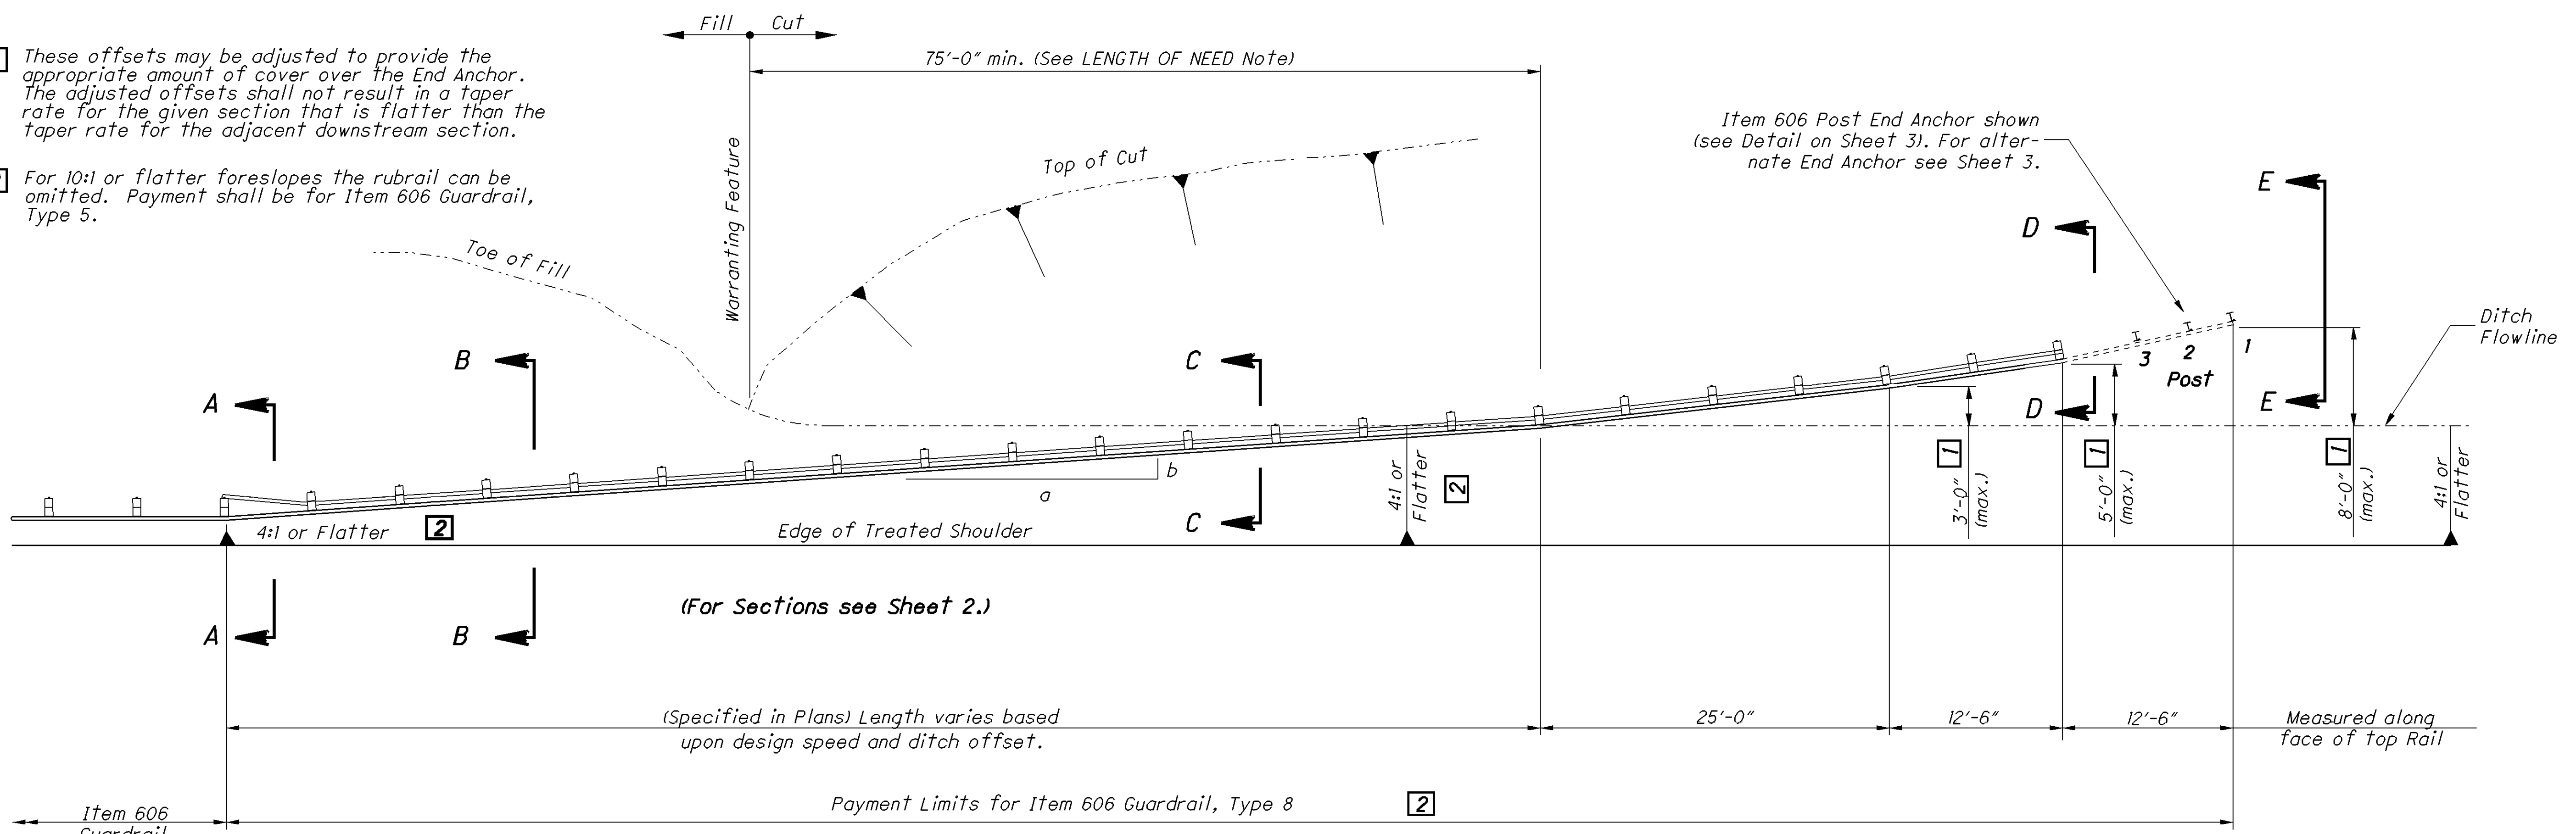 Fill
Cut
These offsets may be adjusted to provide the
appropriate amount of cover over the End Anchor.
The adjusted offsets shall not result in a taper
rate for the given section that is flatter than the
taper rate for the adjacent downstream section.
2 For 10:1 or flatter foreslopes the rubrail can be
omitted. Payment shall be for Item 606 Guardrail,
Type 5.
75'-0" min. (See LENGTH OF NEED Note)
Warranting Feature
Top of Cut
Toe of Fill
Item 606 Post End Anchor shown
(see Detail on Sheet 3). For alter-
nate End Anchor see Sheet 3.
E
D
Ditch
Flowline
B
C
A
3
2
1
Post
D
E
1
1
1
3'-0"
(max.)
5'-0"
(max.)
8'-0"
(max.)
4:1 or
Flatter
4:1 or
Flatter
2
b
a
4:1 or Flatter
2
Edge of Treated Shoulder
C
(For Sections see Sheet 2.)
A
B
(Specified in Plans) Length varies based
upon design speed and ditch offset.
25'-0"
12'-6"
12'-6"
Measured along
face of top Rail
Item 606
Guardrail
Payment Limits for Item 606 Guardrail, Type 8
2